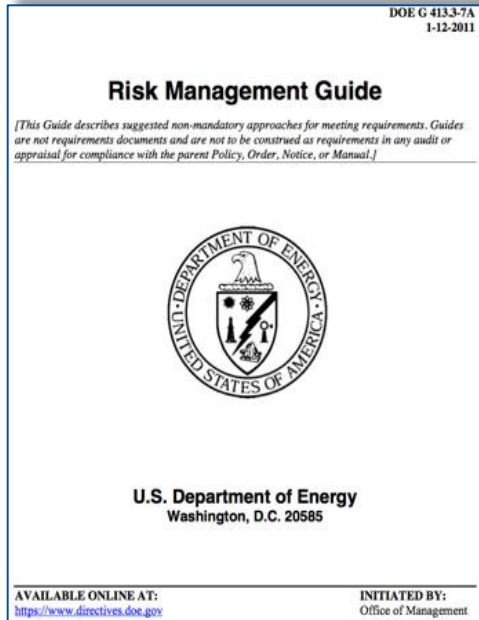 DOE G 413.3-7A
1-12-2011
Risk Management Guide
[This Guide describes suggested non-mandatory approaches for meeting requirements. Guides
are not requirements documents and are not to be construed as requirements in any audit or
appraisal for compliance with the parent Policy, Order, Notice, or Manual.]
DEPARTMENT OF ENERGY
UNITED STATES OF AMERICA
U.S. Department of Energy
Washington, D.C. 20585
AVAILABLE ONLINE AT:
INITIATED BY:
https://www.directives.doe.gov
Office of Management